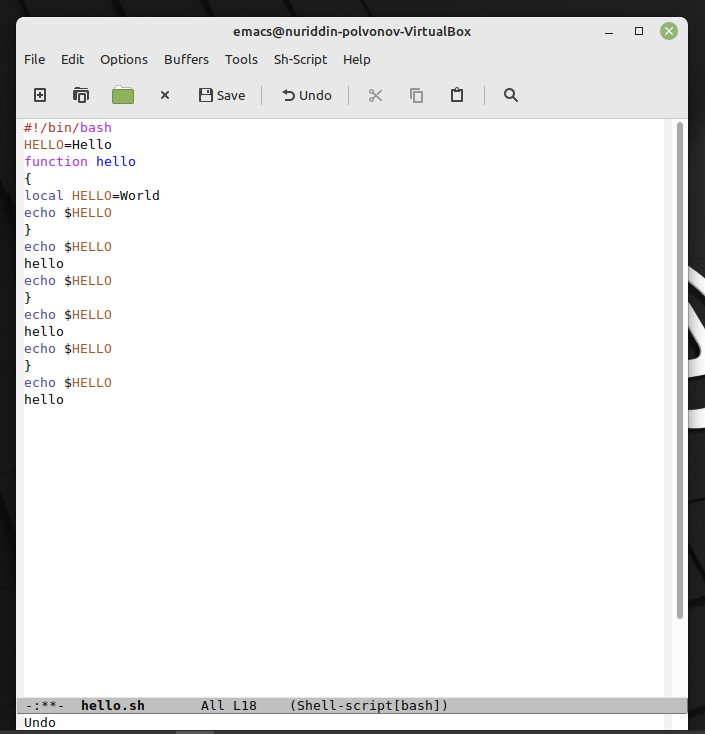 emacs@nuriddin-polvonov-VirtualBox
File Edit Options Buffers Tools Sh-Script Help
Save Undo
#!/bin/bash
HELLO=Hello
function hello
{
local HELLO=World
echo $HELLO
}
echo $HELLO
hello
echo $HELLO
}
echo $HELLO
hello
echo $HELLO
}
echo $HELLO
hello
-:**- hello.sh All L18 (Shell-script[bash])
Undo